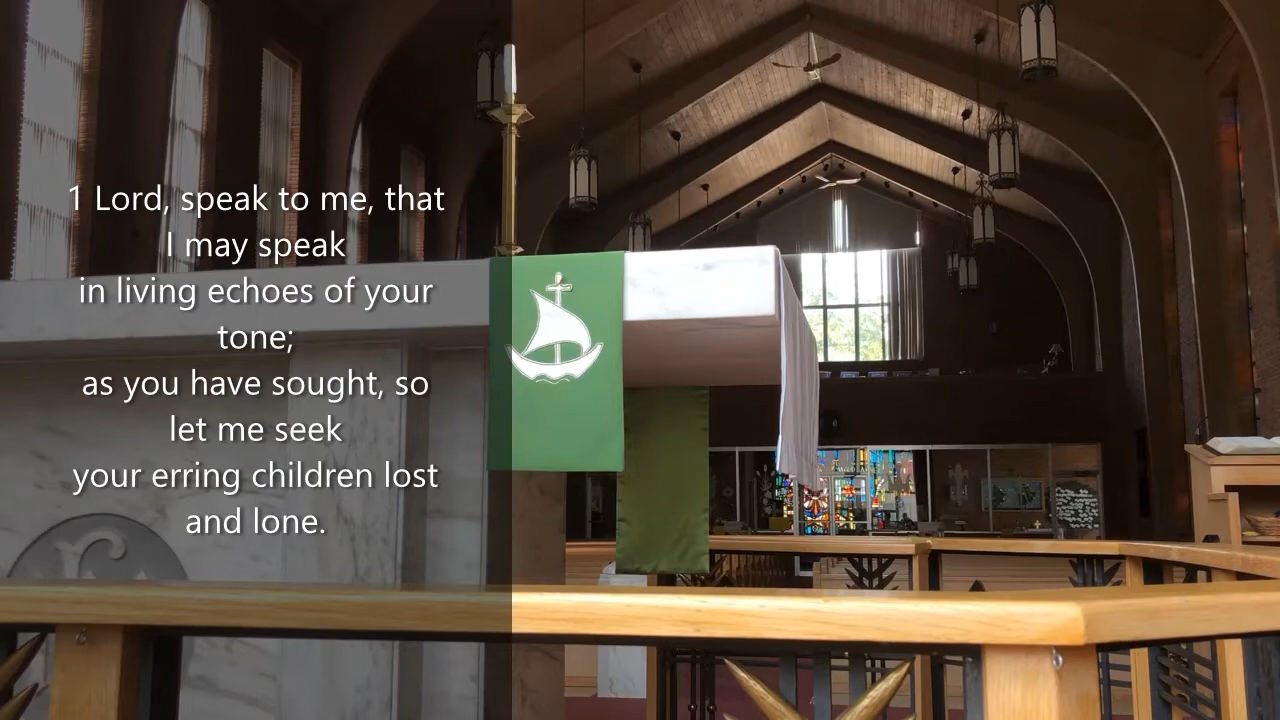 1 Lord, speak to me, that
I may speak
in living echoes of your
tone;
as you have sought, so
let me seek
your erring children lost
and lone.